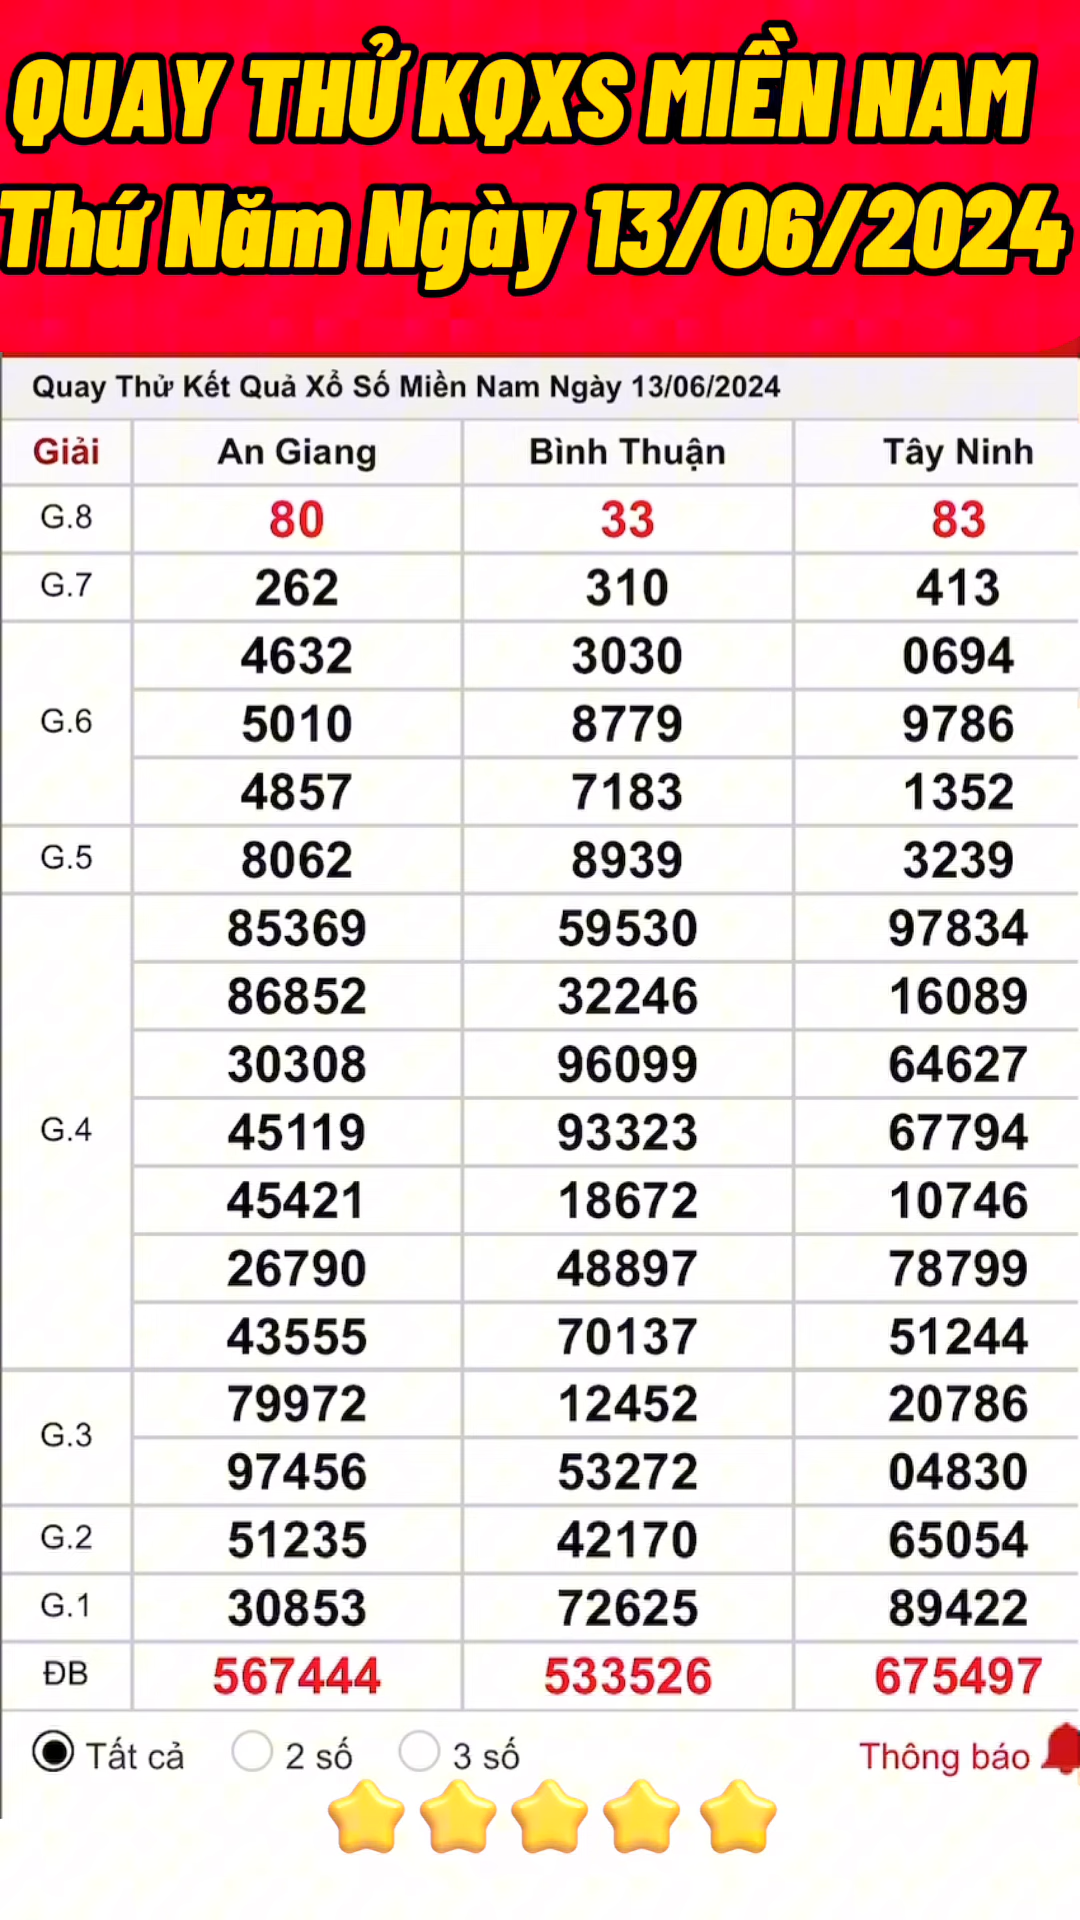 QUAY THỬ KQXS MIỀN NAM
Thứ Năm Ngày 13/06/2024
Quay Thử Kết Quả Xổ Số Miền Nam Ngày 13/06/2024
Giải An Giang Bình Thuận Tây Ninh
G.8 80 33 83
G.7 262 310 413
4632 3030 0694
G.6 5010 8779 9786
4857 7183 1352
G.5 8062 8939 3239
85369 59530 97834
86852 32246 16089
30308 96099 64627
G.4 45119 93323 67794
45421 18672 10746
26790 48897 78799
43555 70137 51244
G.3 79972 12452 20786
97456 53272 04830
G.2 51235 42170 65054
G.1 30853 72625 89422
ĐB 567444 533526 675497
Tất cả 2 số 3 số Thông báo